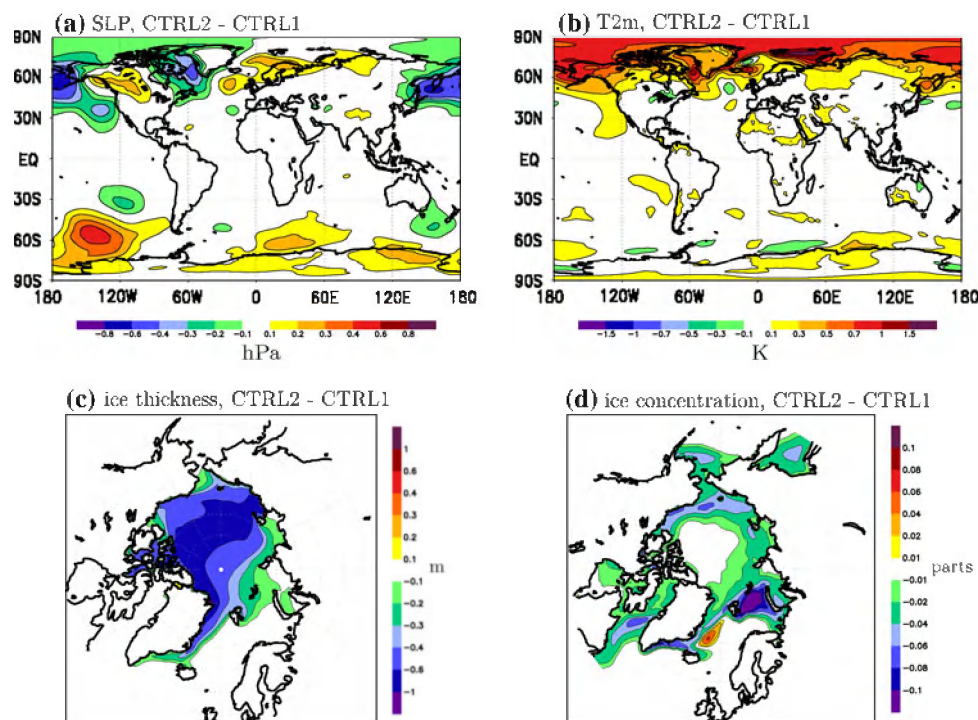 (a) SLP, CTRL2 - CTRL1
90N
60N
30N
EQ
30S
60S
90S
180 120W 60W 0 60E 120E 180
-0.8 -0.5 -0.4 -0.3 -0.2 -0.1 0.1 0.2 0.3 0.4 0.6 0.8
hPa
(b) T2m, CTRL2 - CTRL1
90N
60N
30N
EQ
30S
60S
90S
180 120W 60W 0 60E 120E 180
-1.5 -1 -0.7 -0.5 -0.3 -0.1 0.1 0.3 0.5 0.7 1 1.5
K
(c) ice thickness, CTRL2 - CTRL1
1
0.6
0.4
0.3
0.2
0.1
-0.1
-0.2
-0.3
-0.5
-0.8
-1
m
(d) ice concentration, CTRL2 - CTRL1
0.1
0.08
0.06
0.04
0.02
0.01
-0.01
-0.02
-0.04
-0.06
-0.08
-0.1
parts